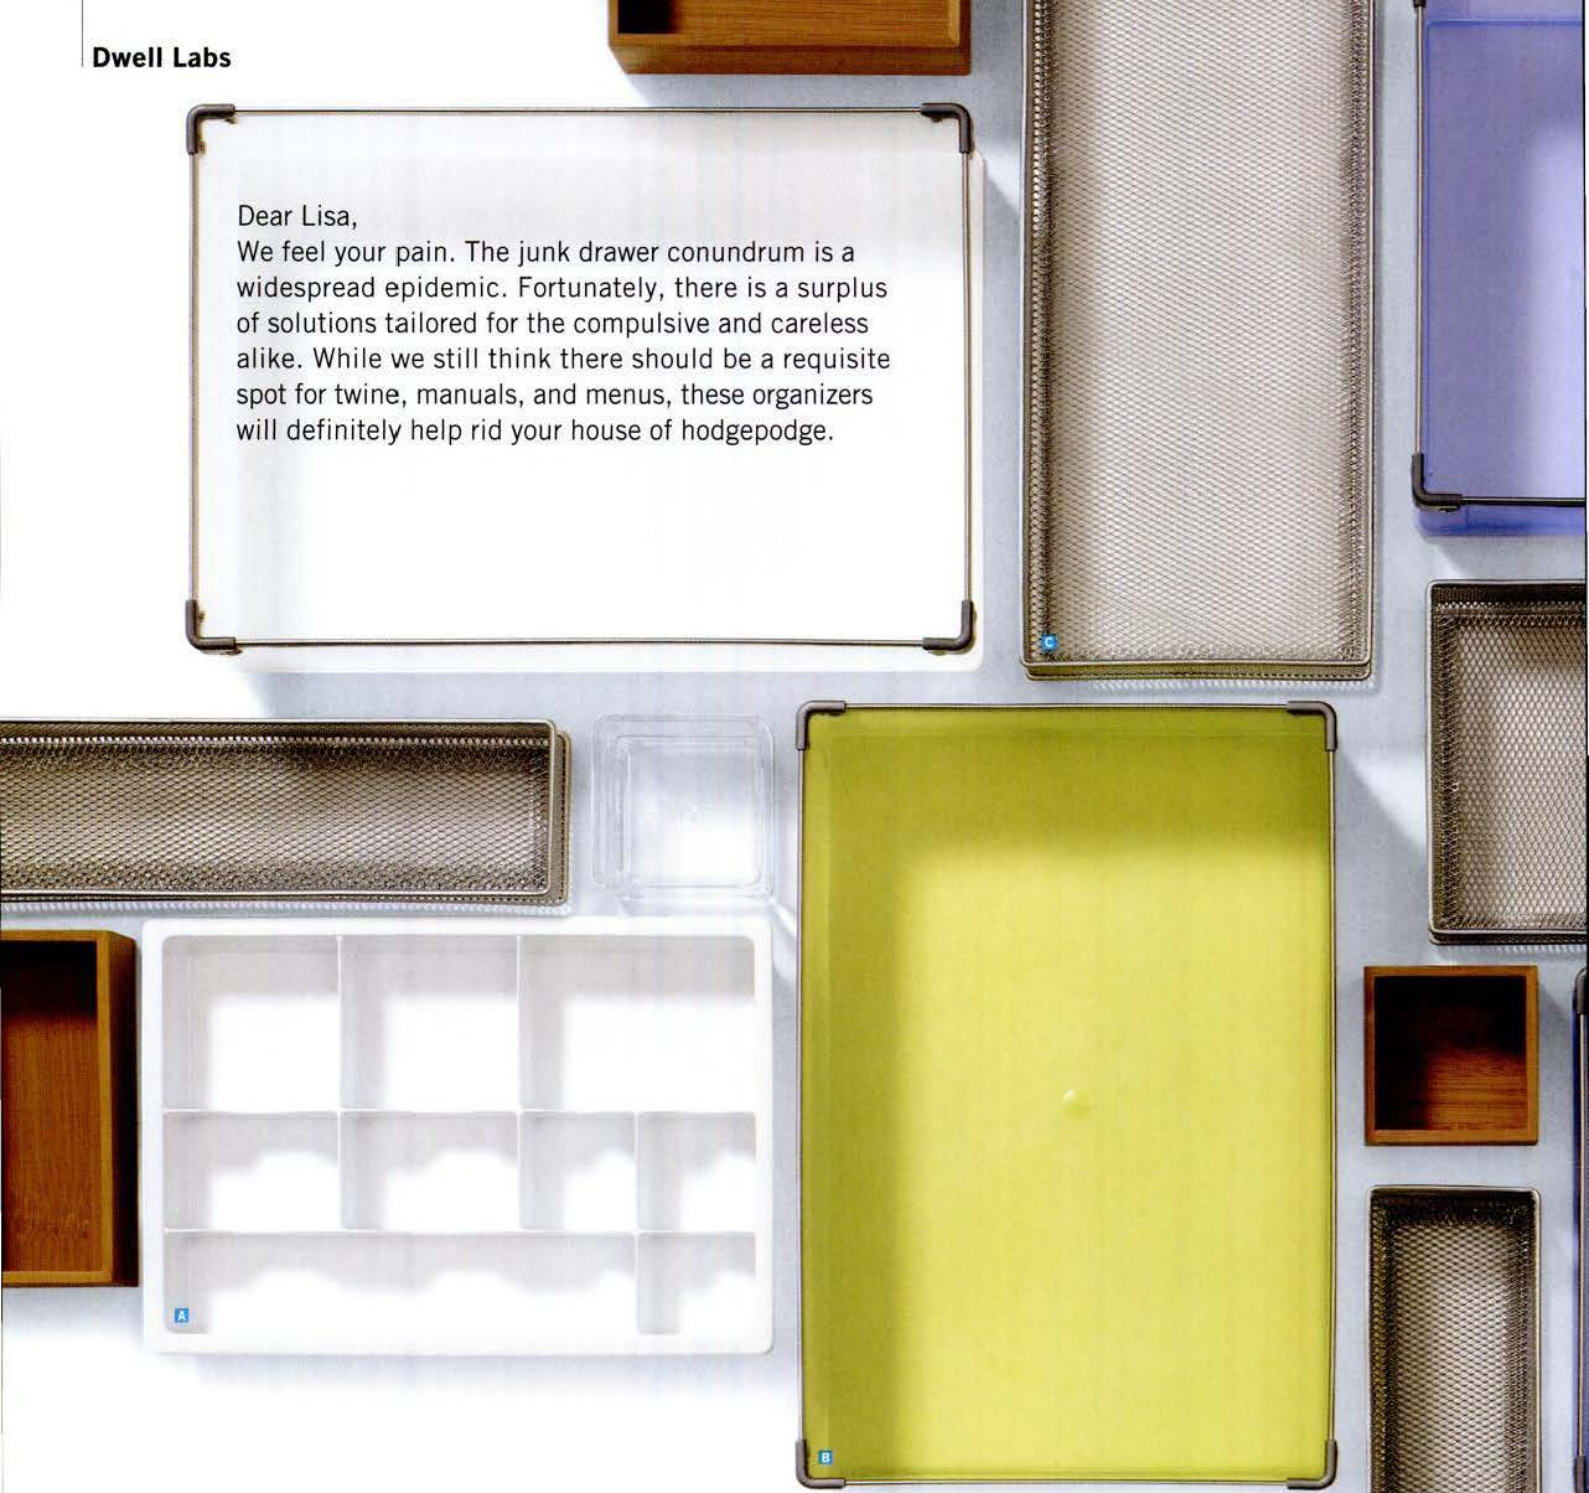 Dwell Labs
Dear Lisa,
We feel your pain. The junk drawer conundrum is a
widespread epidemic. Fortunately, there is a surplus
of solutions tailored for the compulsive and careless
alike. While we still think there should be a requisite
spot for twine, manuals, and menus, these organizers
will definitely help rid your house of hodgepodge.
C
A
B